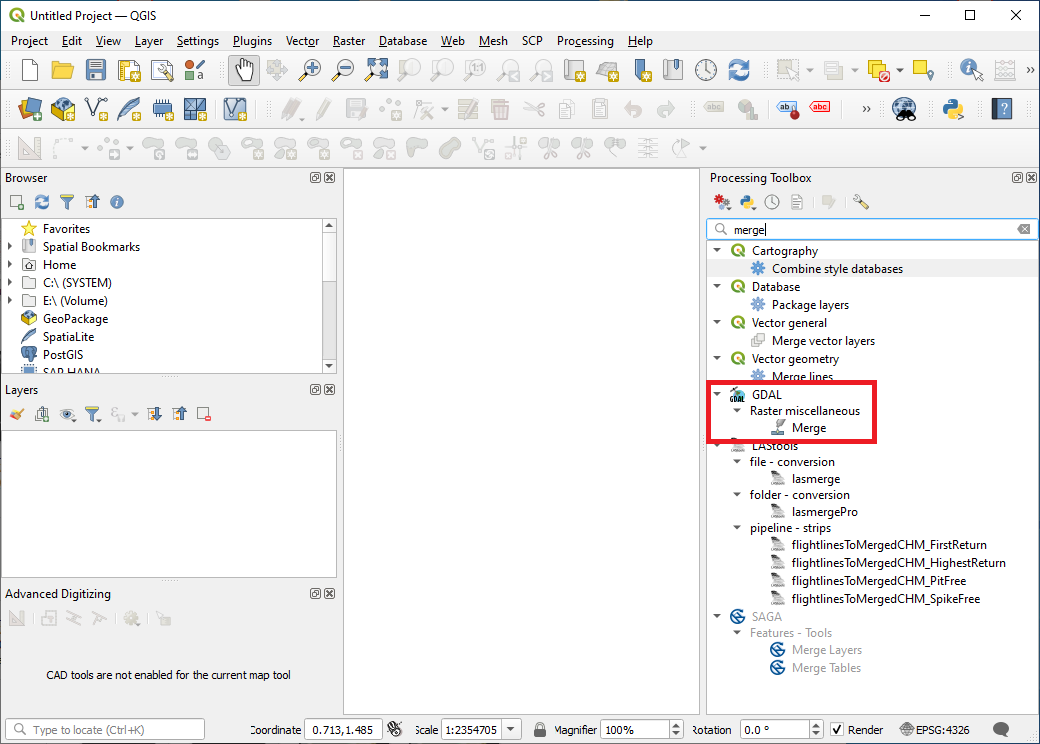 Untitled Project — QGIS
Project Edit View Layer Settings Plugins Vector Raster Database Web Mesh SCP Processing Help
Browser
Favorites
Spatial Bookmarks
Home
C:\ (SYSTEM)
E:\ (Volume)
GeoPackage
SpatiaLite
PostGIS
SAP HANA
Layers
Advanced Digitizing
CAD tools are not enabled for the current map tool
Processing Toolbox
merge
Cartography
Combine style databases
Database
Package layers
Vector general
Merge vector layers
Vector geometry
Merge lines
GDAL
Raster miscellaneous
Merge
LAStools
file - conversion
lasmerge
folder - conversion
lasmergePro
pipeline - strips
flightlinesToMergedCHM_FirstReturn
flightlinesToMergedCHM_HighestReturn
flightlinesToMergedCHM_PitFree
flightlinesToMergedCHM_SpikeFree
SAGA
Features - Tools
Merge Layers
Merge Tables
Type to locate (Ctrl+K) Coordinate 0.713,1.485 Scale 1:2354705 Magnifier 100% Rotation 0.0 ° Render EPSG:4326